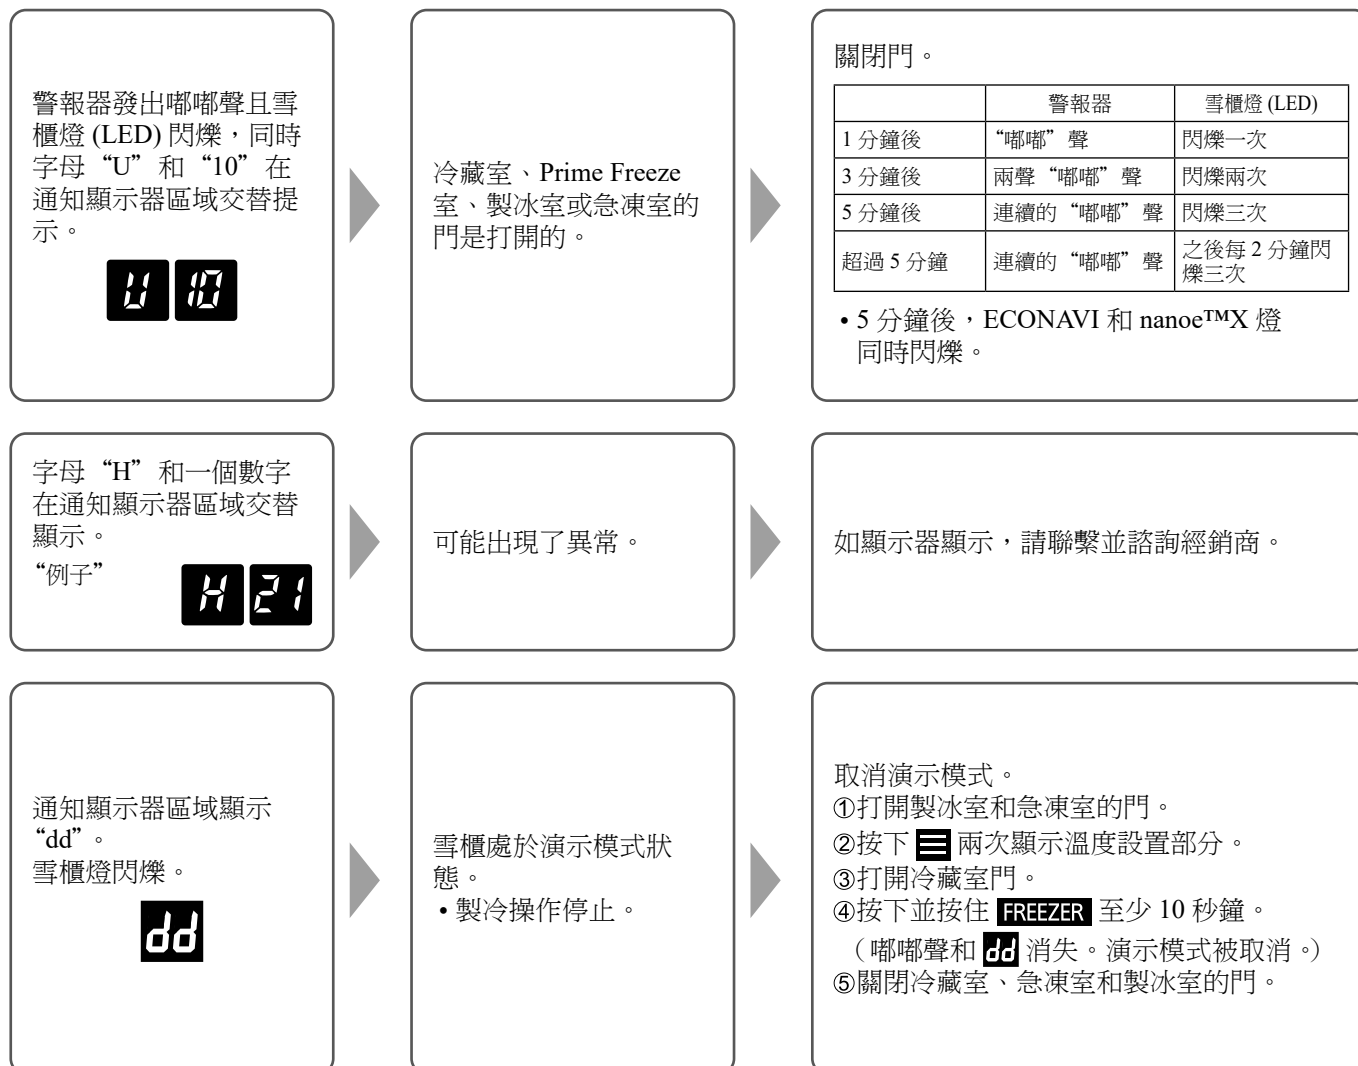 警報器發出嘟嘟聲且雪
櫃燈 (LED) 閃爍，同時
字母“U”和“10”在
通知顯示器區域交替提
示。
U 10
冷藏室、Prime Freeze
室、製冰室或急凍室的
門是打開的。
關閉門。
警報器 雪櫃燈 (LED)
1 分鐘後 “嘟嘟”聲 閃爍一次
3 分鐘後 兩聲“嘟嘟”聲 閃爍兩次
5 分鐘後 連續的“嘟嘟”聲 閃爍三次
超過 5 分鐘 連續的“嘟嘟”聲 之後每 2 分鐘閃
爍三次
• 5 分鐘後，ECONAVI 和 nanoe™X 燈
同時閃爍。
字母“H”和一個數字
在通知顯示器區域交替
顯示。
“例子”
H 21
可能出現了異常。
如顯示器顯示，請聯繫並諮詢經銷商。
通知顯示器區域顯示
“dd”。
雪櫃燈閃爍。
dd
雪櫃處於演示模式狀
態。
• 製冷操作停止。
取消演示模式。
①打開製冰室和急凍室的門。
②按下 兩次顯示溫度設置部分。
③打開冷藏室門。
④按下並按住 FREEZER 至少 10 秒鐘。
（嘟嘟聲和 dd 消失。演示模式被取消。）
⑤關閉冷藏室、急凍室和製冰室的門。